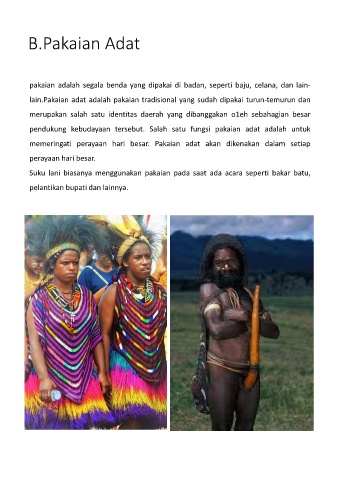 B.Pakaian Adat
pakaian adalah segala benda yang dipakai di badan, seperti baju, celana, dan lain-
lain.Pakaian adat adalah pakaian tradisional yang sudah dipakai turun-temurun dan
merupakan salah satu identitas daerah yang dibanggakan o1eh sebahagian besar
pendukung kebudayaan tersebut. Salah satu fungsi pakaian adat adalah untuk
memeringati perayaan hari besar. Pakaian adat akan dikenakan dalam setiap
perayaan hari besar.
Suku lani biasanya menggunakan pakaian pada saat ada acara seperti bakar batu,
pelantikan bupati dan lainnya.